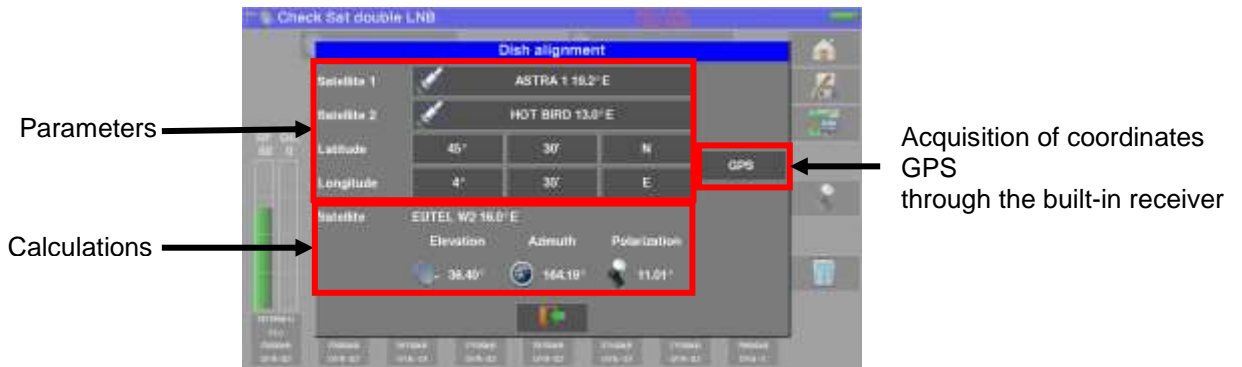 Check Sat double LNB
Dish alignment
Satellite 1 ASTRA 1 19.2°E
Satellite 2 HOT BIRD 13.0°E
Parameters
Latitude 45° 30' N
GPS
Longitude 4° 35' E
Acquisition of coordinates
GPS
through the built-in receiver
Satellite EUTEL W2 16.0°E
Calculations
Elevation Azimuth Polarization
36.40° 164.19° 11.01°